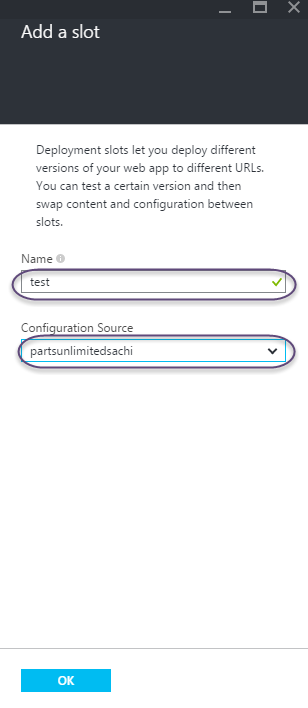 Add a slot
Deployment slots let you deploy different
versions of your web app to different URLs.
You can test a certain version and then
swap content and configuration between
slots.
Name
test
Configuration Source
partsunlimitedsachi
OK